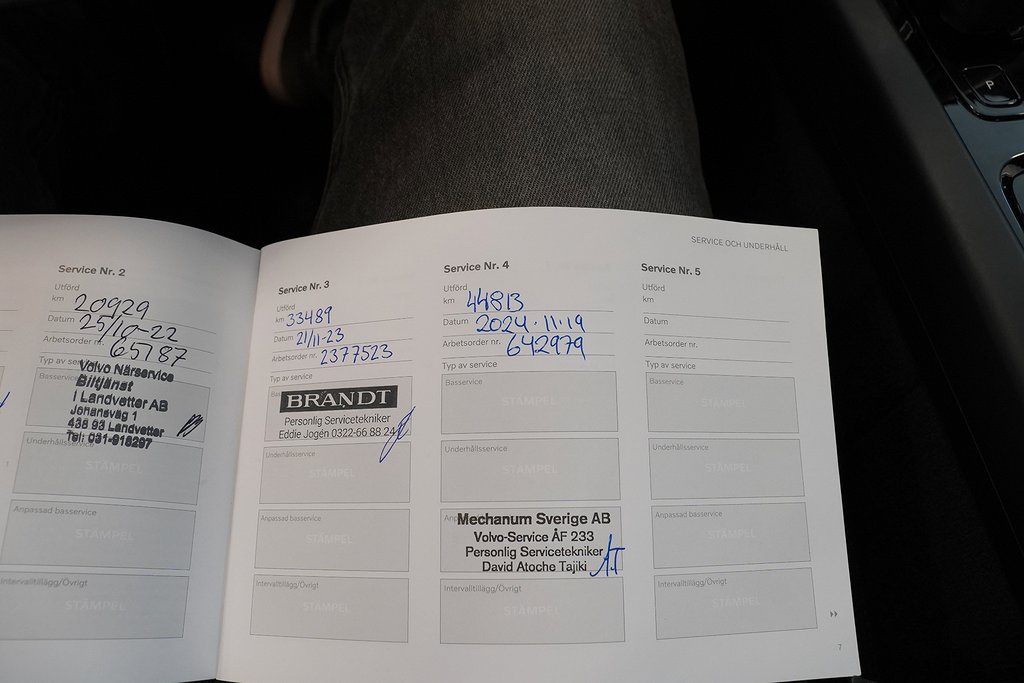 SERVICE OCH UNDERHÅLL
Service Nr. 2
Utförd
km 20929
Datum 25/10-22
Arbetsorder nr. 65787
Typ av service
Volvo Närservice
Biltjänst
i Landvetter AB
Johansväg 1
438 93 Landvetter
Tel: 031-918297
Underhållsservice
STÄMPEL
Anpassad basservice
STÄMPEL
Intervalltillägg/Övrigt
STÄMPEL
Service Nr. 3
Utförd
km 33489
Datum 21/11-23
Arbetsorder nr. 2377523
Typ av service
BRANDT
Personlig Servicetekniker
Eddie Jogén 0322-66 88 24
Underhållsservice
STÄMPEL
Anpassad basservice
STÄMPEL
Intervalltillägg/Övrigt
STÄMPEL
Service Nr. 4
Utförd
km 44813
Datum 2024-11-19
Arbetsorder nr. 642979
Typ av service
Basservice
STÄMPEL
Underhållsservice
STÄMPEL
Mechanum Sverige AB
Volvo-Service ÅF 233
Personlig Servicetekniker
David Atoche Tajiki
Intervalltillägg/Övrigt
STÄMPEL
Service Nr. 5
Utförd
km
Datum
Arbetsorder nr.
Typ av service
Basservice
STÄMPEL
Underhållsservice
STÄMPEL
Anpassad basservice
STÄMPEL
Intervalltillägg/Övrigt
STÄMPEL
7
P